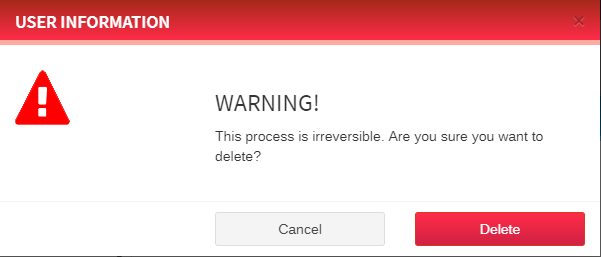 USER INFORMATION ×
WARNING!
This process is irreversible. Are you sure you want to
delete?
Cancel Delete